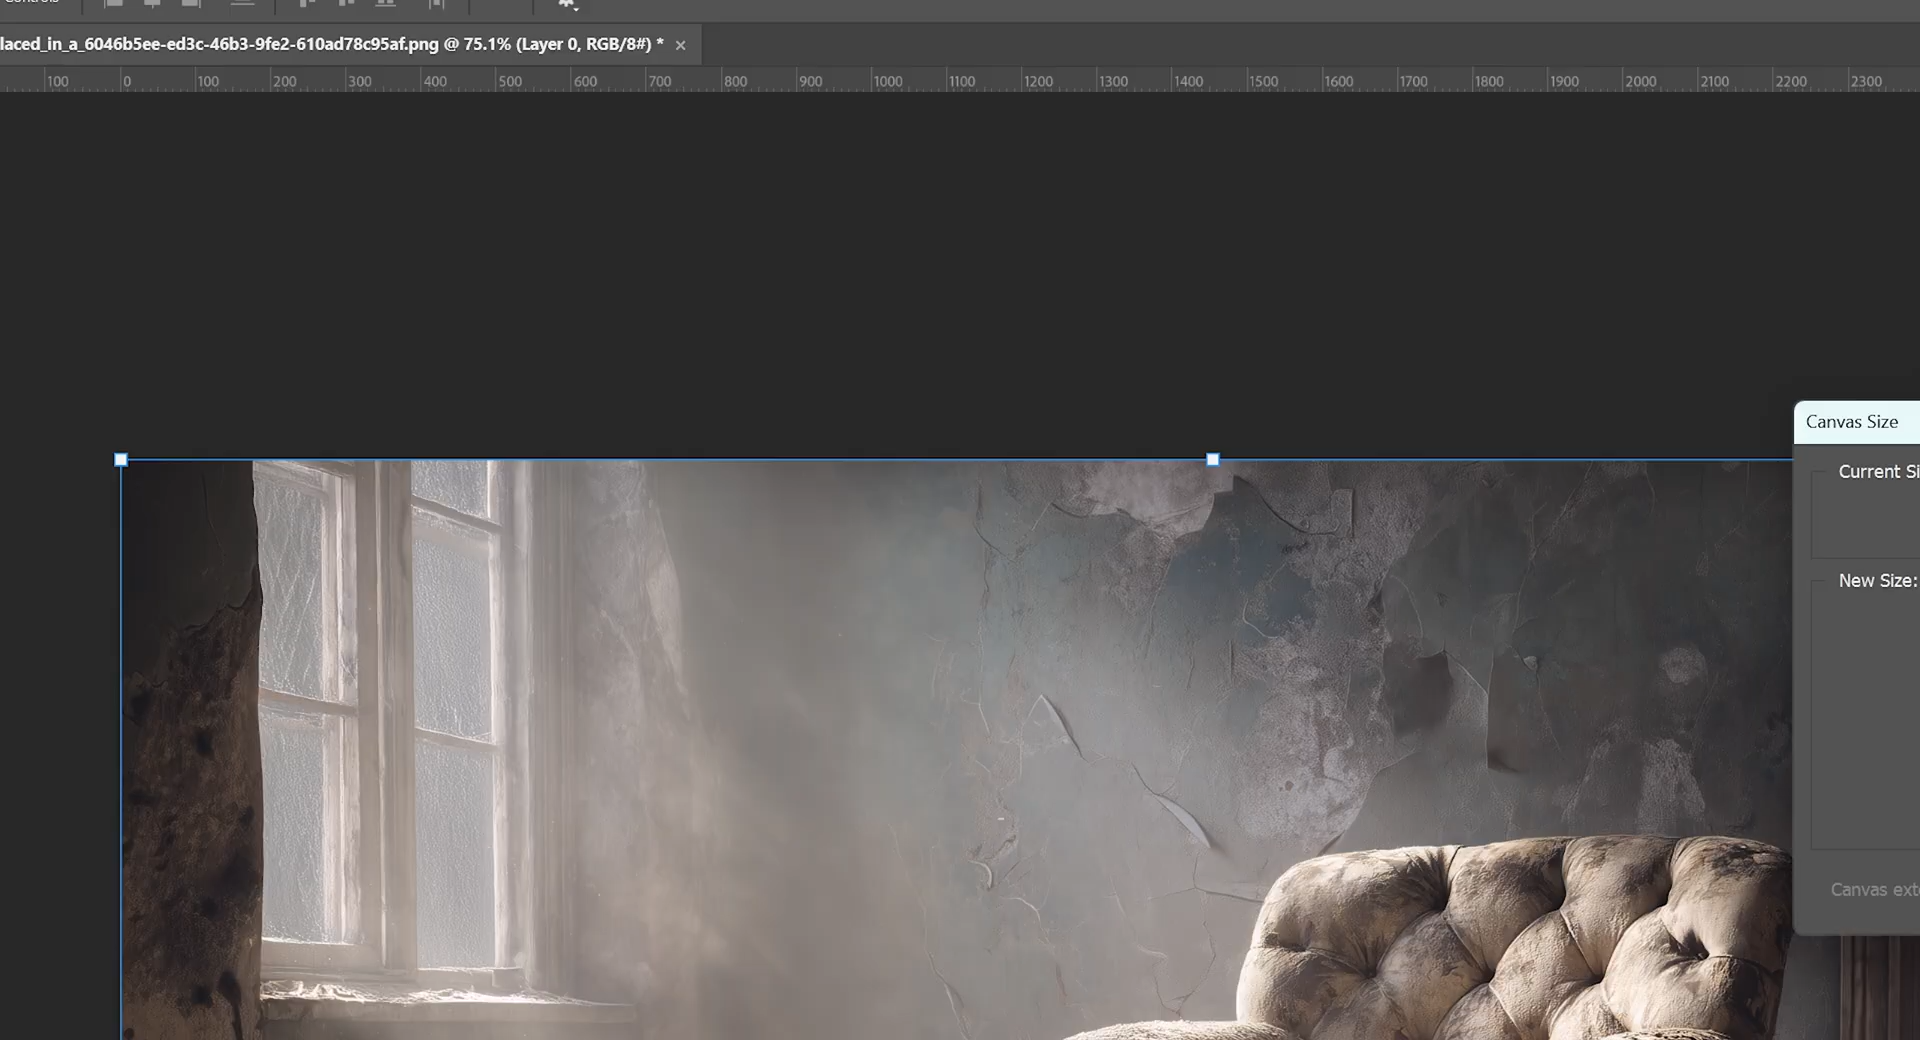 laced_in_a_6046b5ee-ed3c-46b3-9fe2-610ad78c95af.png @ 75.1% (Layer 0, RGB/8#) * ×
100 0 100 200 300 400 500 600 700 800 900 1000 1100 1200 1300 1400 1500 1600 1700 1800 1900 2000 2100 2200 2300
Canvas Size
Current Si
New Size:
Canvas ext